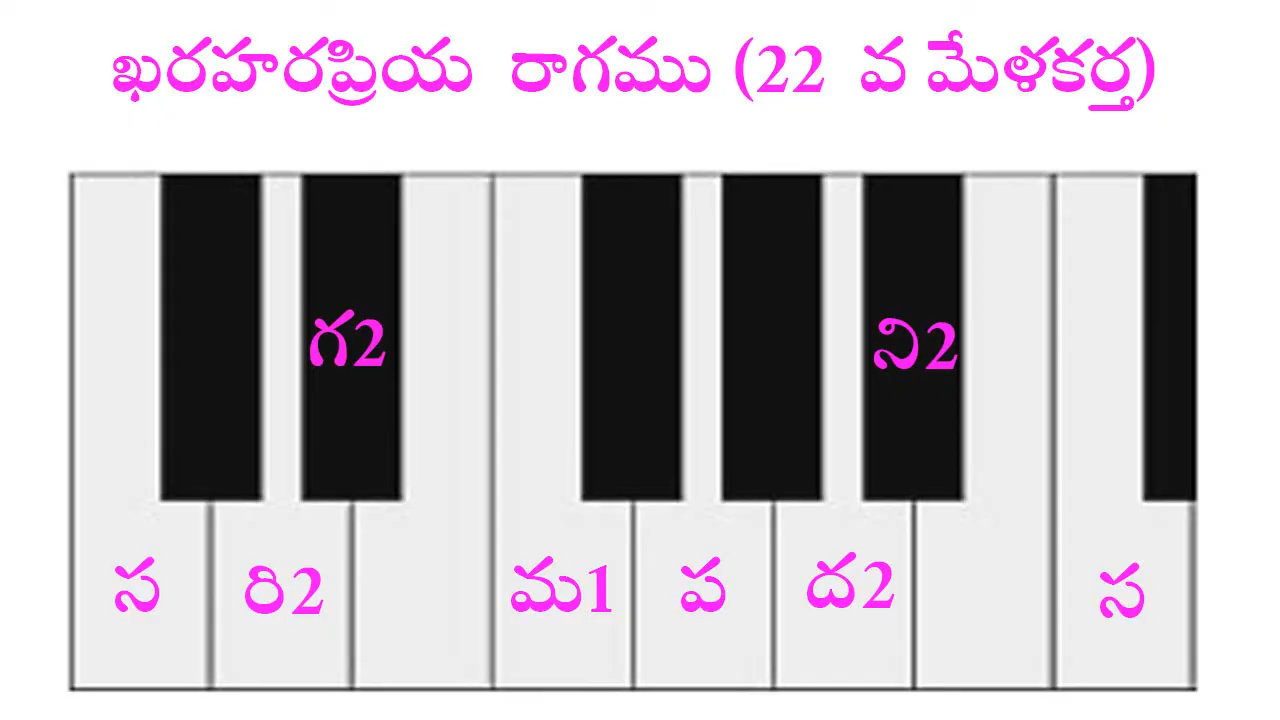 ఖరహరప్రియ రాగము (22 వ మేళకర్త)
గ2 ని2
స రి2 మ1 ప ద2 స